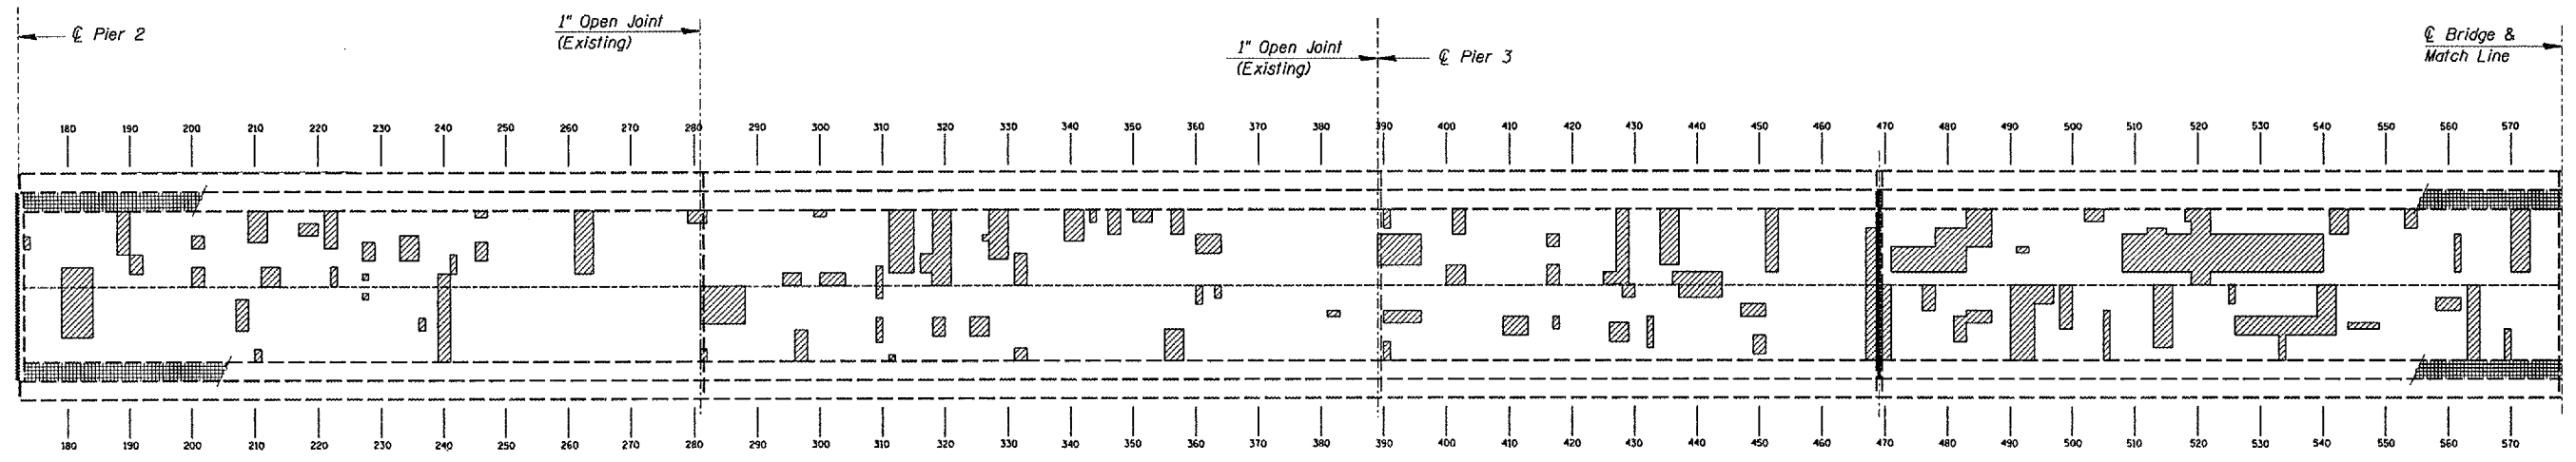 1" Open Joint
(Existing)
℄ Pier 2
1" Open Joint
(Existing)
℄ Pier 3
℄ Bridge &
Match Line
180 190 200 210 220 230 240 250 260 270 280 290 300 310 320 330 340 350 360 370 380 390 400 410 420 430 440 450 460 470 480 490 500 510 520 530 540 550 560 570
180 190 200 210 220 230 240 250 260 270 280 290 300 310 320 330 340 350 360 370 380 390 400 410 420 430 440 450 460 470 480 490 500 510 520 530 540 550 560 570